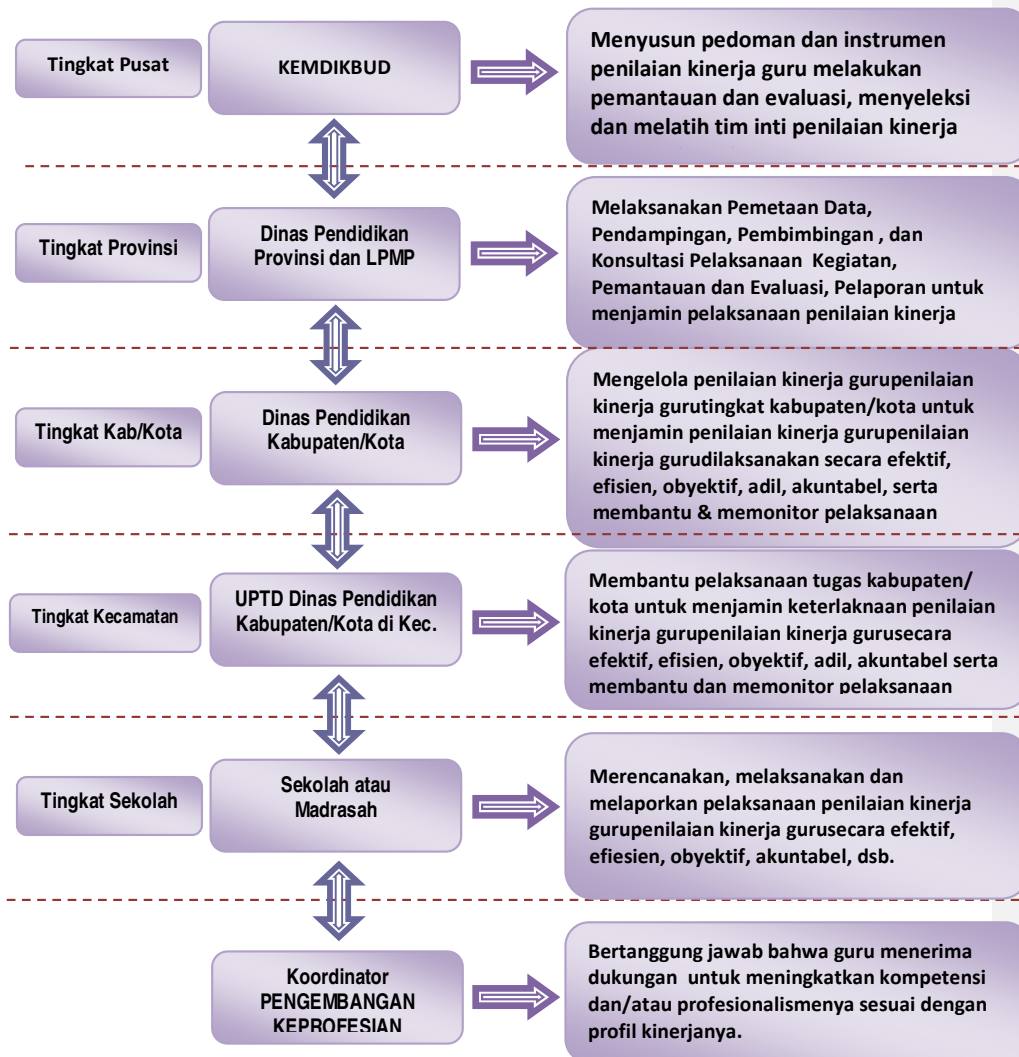 Tingkat Pusat
KEMDIKBUD
Menyusun pedoman dan instrumen
penilaian kinerja guru melakukan
pemantauan dan evaluasi, menyeleksi
dan melatih tim inti penilaian kinerja
Tingkat Provinsi
Dinas Pendidikan
Provinsi dan LPMP
Melaksanakan Pemetaan Data,
Pendampingan, Pembimbingan , dan
Konsultasi Pelaksanaan Kegiatan,
Pemantauan dan Evaluasi, Pelaporan untuk
menjamin pelaksanaan penilaian kinerja
Tingkat Kab/Kota
Dinas Pendidikan
Kabupaten/Kota
Mengelola penilaian kinerja gurupenilaian
kinerja gurutingkat kabupaten/kota untuk
menjamin penilaian kinerja gurupenilaian
kinerja gurudilaksanakan secara efektif,
efisien, obyektif, adil, akuntabel, serta
membantu & memonitor pelaksanaan
Tingkat Kecamatan
UPTD Dinas Pendidikan
Kabupaten/Kota di Kec.
Membantu pelaksanaan tugas kabupaten/
kota untuk menjamin keterlaknaan penilaian
kinerja gurupenilaian kinerja gurusecara
efektif, efisien, obyektif, adil, akuntabel serta
membantu dan memonitor pelaksanaan
Tingkat Sekolah
Sekolah atau
Madrasah
Merencanakan, melaksanakan dan
melaporkan pelaksanaan penilaian kinerja
gurupenilaian kinerja gurusecara efektif,
efiesien, obyektif, akuntabel, dsb.
Koordinator
PENGEMBANGAN
KEPROFESIAN
Bertanggung jawab bahwa guru menerima
dukungan untuk meningkatkan kompetensi
dan/atau profesionalismenya sesuai dengan
profil kinerjanya.